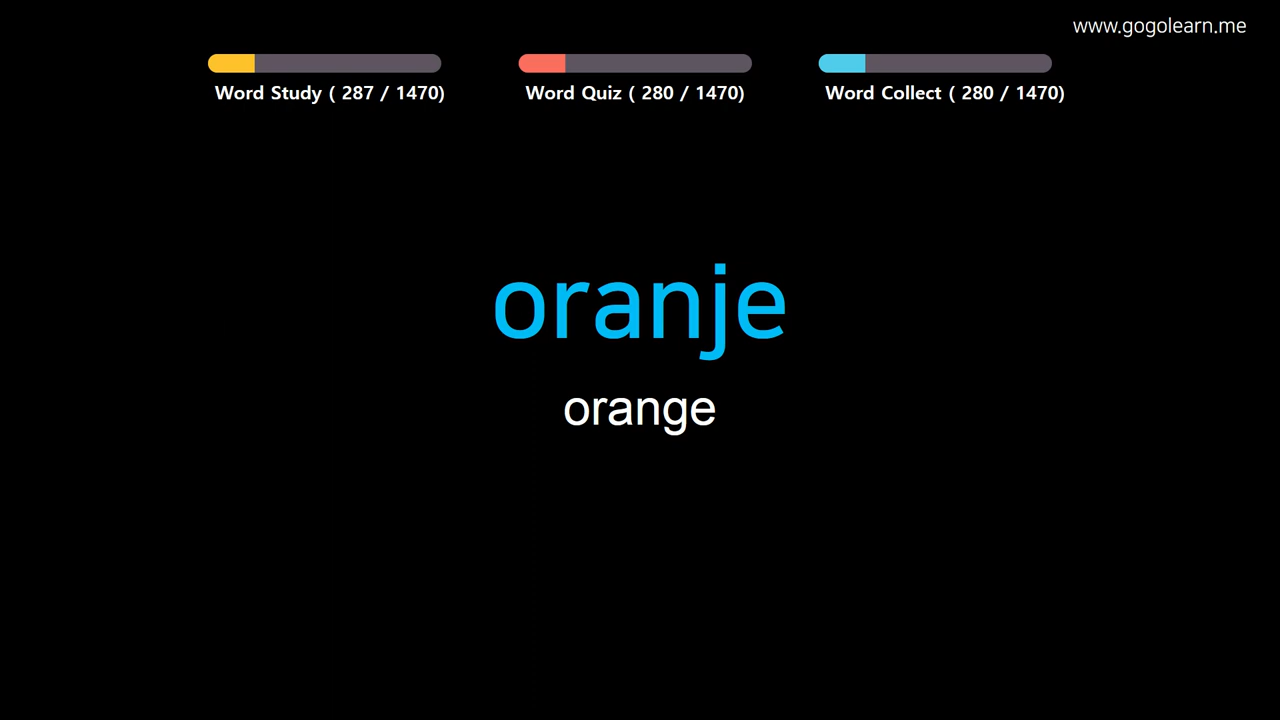 www.gogolearn.me
Word Study ( 287 / 1470)
Word Quiz ( 280 / 1470)
Word Collect ( 280 / 1470)
oranje
orange